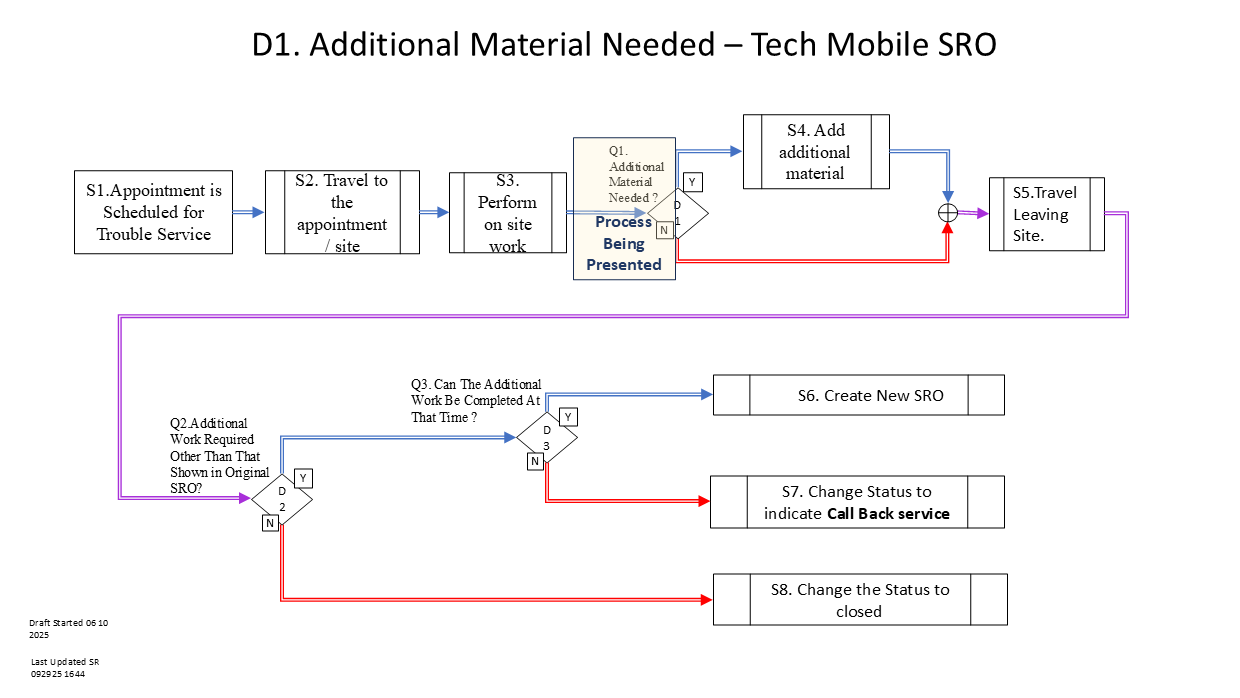 D1. Additional Material Needed – Tech Mobile SRO
S1.Appointment is
Scheduled for
Trouble Service
S2. Travel to
the
appointment
/ site
S3.
Perform
on site
work
Q1.
Additional
Material
Needed ?
Process
Being
Presented
D
1
Y
N
S4. Add
additional
material
S5.Travel
Leaving
Site.
Q2.Additional
Work Required
Other Than That
Shown in Original
SRO?
D
2
Y
N
Q3. Can The Additional
Work Be Completed At
That Time ?
D
3
Y
N
S6. Create New SRO
S7. Change Status to
indicate Call Back service
S8. Change the Status to
closed
Draft Started 06 10
2025
Last Updated SR
092925 1644